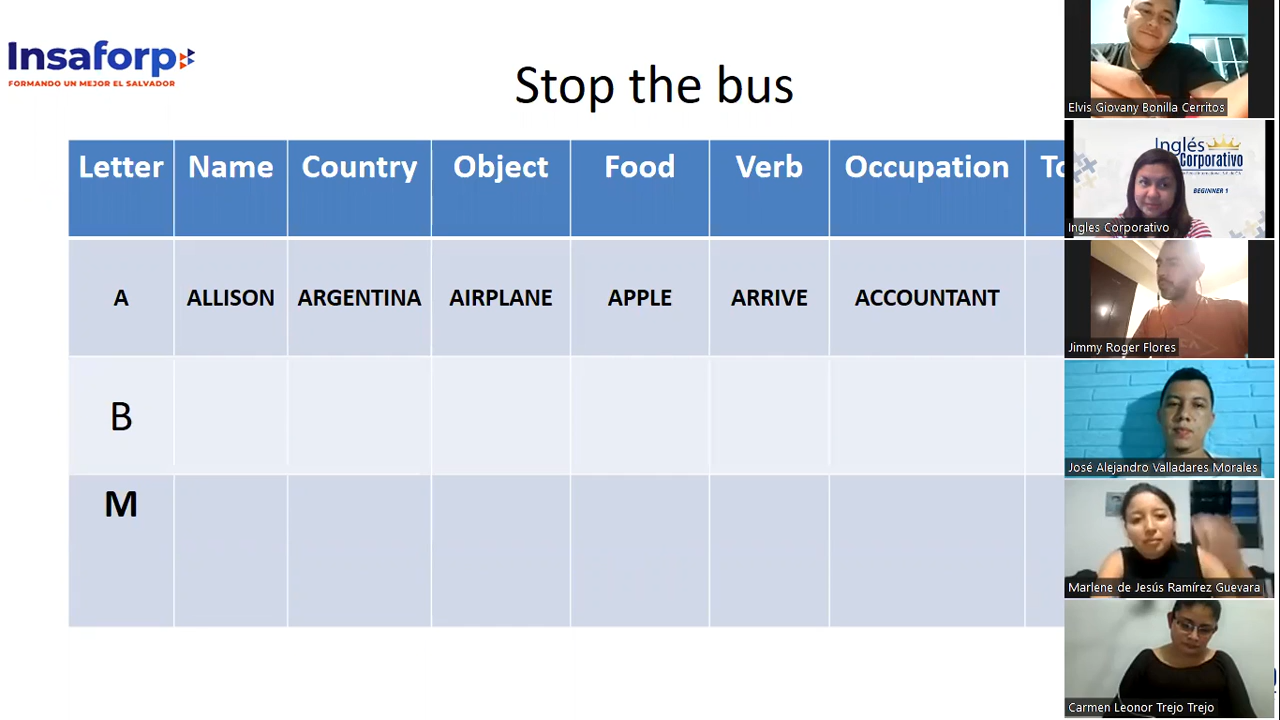 Insaforp
FORMANDO UN MEJOR EL SALVADOR
Stop the bus
Letter Name Country Object Food Verb Occupation
A ALLISON ARGENTINA AIRPLANE APPLE ARRIVE ACCOUNTANT
B
M
Elvis Giovany Bonilla Cerritos
Inglés
Corporativo
BEGINNER 1
Ingles Corporativo
Jimmy Roger Flores
José Alejandro Valladares Morales
Marlene de Jesús Ramírez Guevara
Carmen Leonor Trejo Trejo